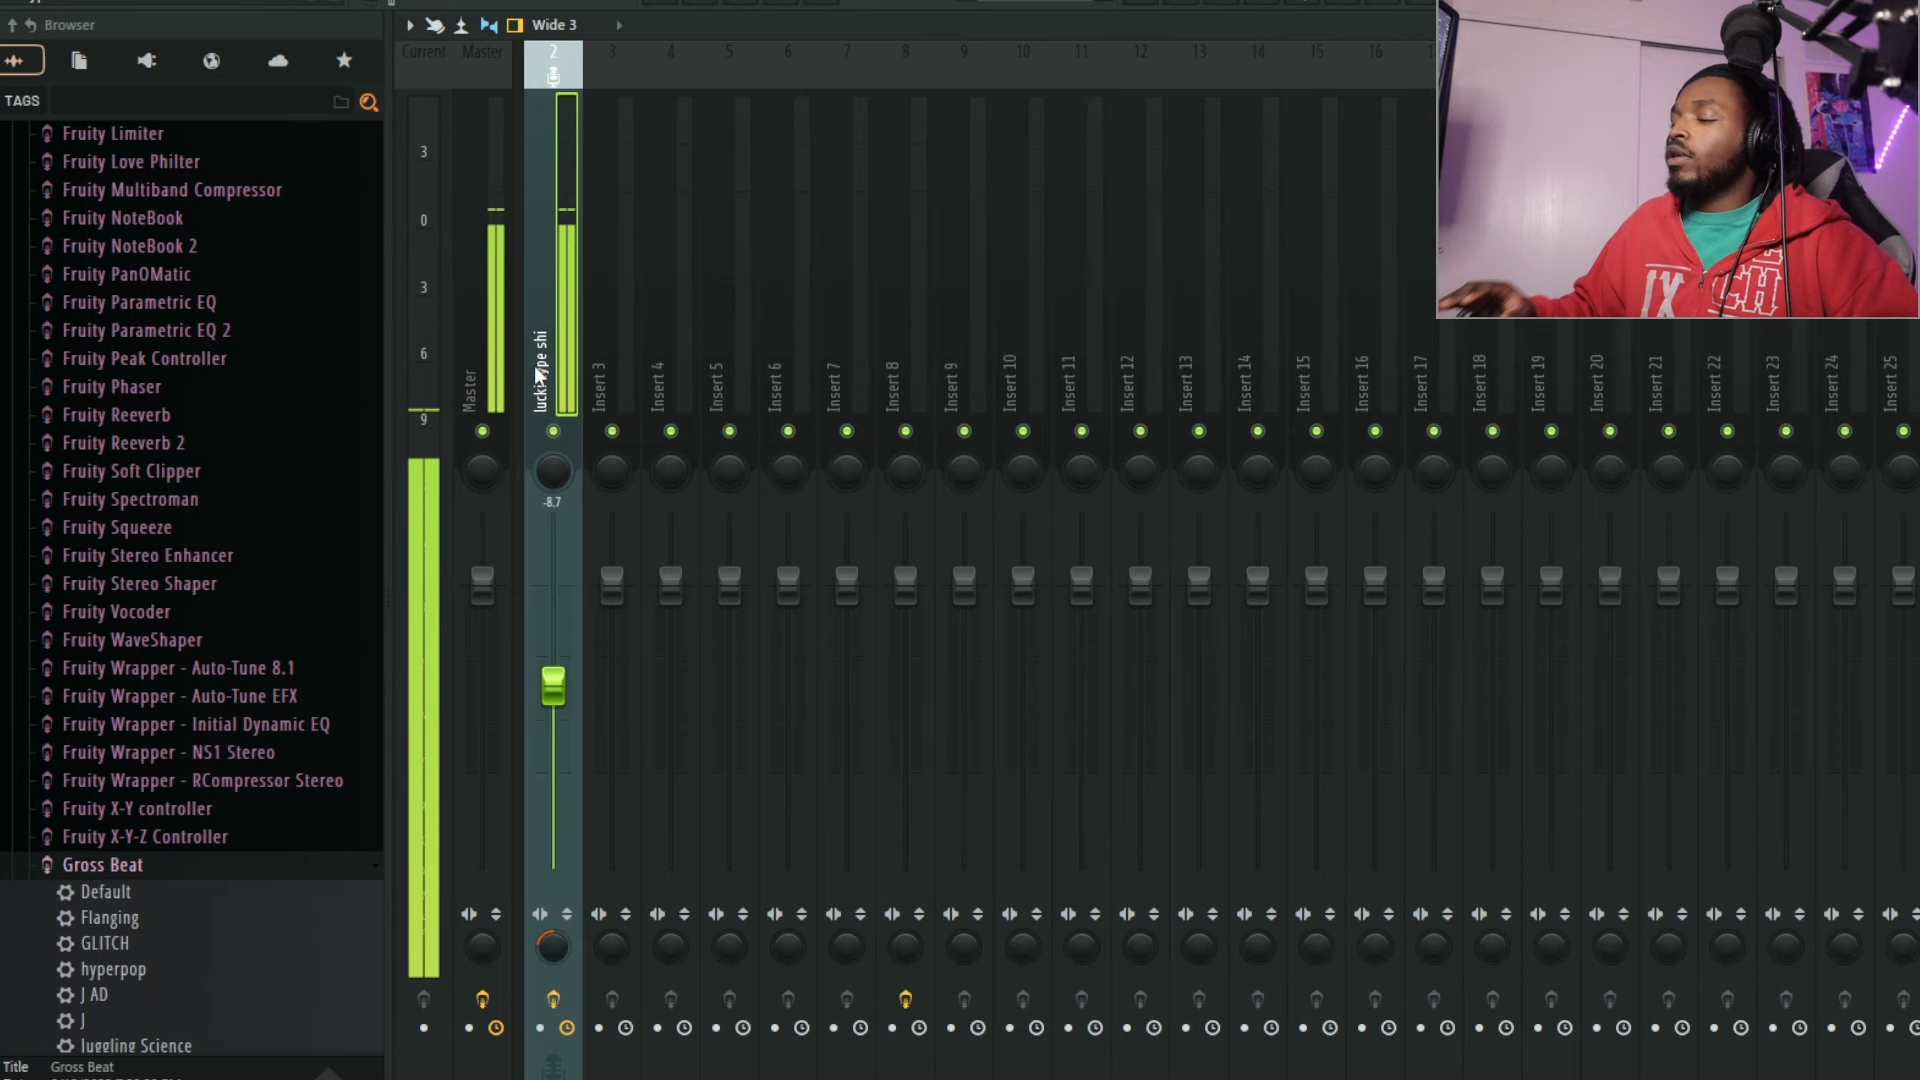 Browser
Wide 3
Current Master 2 3 4 5 6 7 8 9 10 11 12 13 14 15 16
TAGS
Fruity Limiter
Fruity Love Philter
Fruity Multiband Compressor
Fruity NoteBook
Fruity NoteBook 2
Fruity PanOMatic
Fruity Parametric EQ
Fruity Parametric EQ 2
Fruity Peak Controller
Fruity Phaser
Fruity Reeverb
Fruity Reeverb 2
Fruity Soft Clipper
Fruity Spectroman
Fruity Squeeze
Fruity Stereo Enhancer
Fruity Stereo Shaper
Fruity Vocoder
Fruity WaveShaper
Fruity Wrapper - Auto-Tune 8.1
Fruity Wrapper - Auto-Tune EFX
Fruity Wrapper - Initial Dynamic EQ
Fruity Wrapper - NS1 Stereo
Fruity Wrapper - RCompressor Stereo
Fruity X-Y controller
Fruity X-Y-Z Controller
Gross Beat
Default
Flanging
GLITCH
hyperpop
J AD
J
Juggling Science
Title Gross Beat
3
0
3
6
9
Master
shi
Insert 3
Insert 4
Insert 5
Insert 6
Insert 7
Insert 8
Insert 9
Insert 10
Insert 11
Insert 12
Insert 13
Insert 14
Insert 15
Insert 16
Insert 17
Insert 18
Insert 19
Insert 20
Insert 21
Insert 22
Insert 23
Insert 24
Insert 25
-8.7
IX
CH